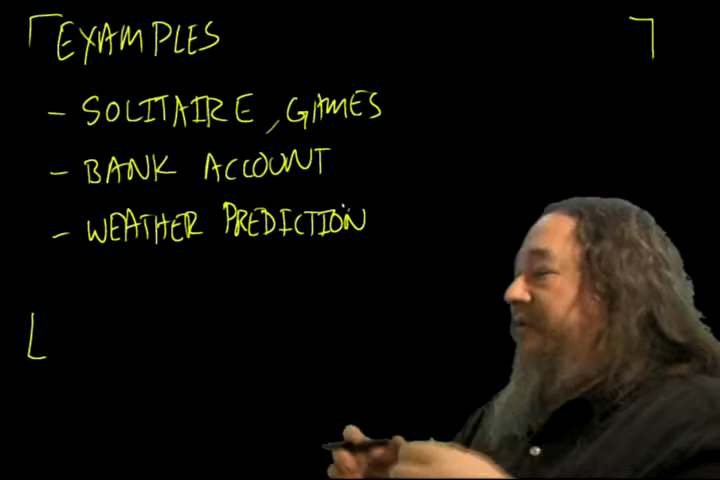 EXAMPLES
- SOLITAIRE, GAMES
- BANK ACCOUNT
- WEATHER PREDICTION